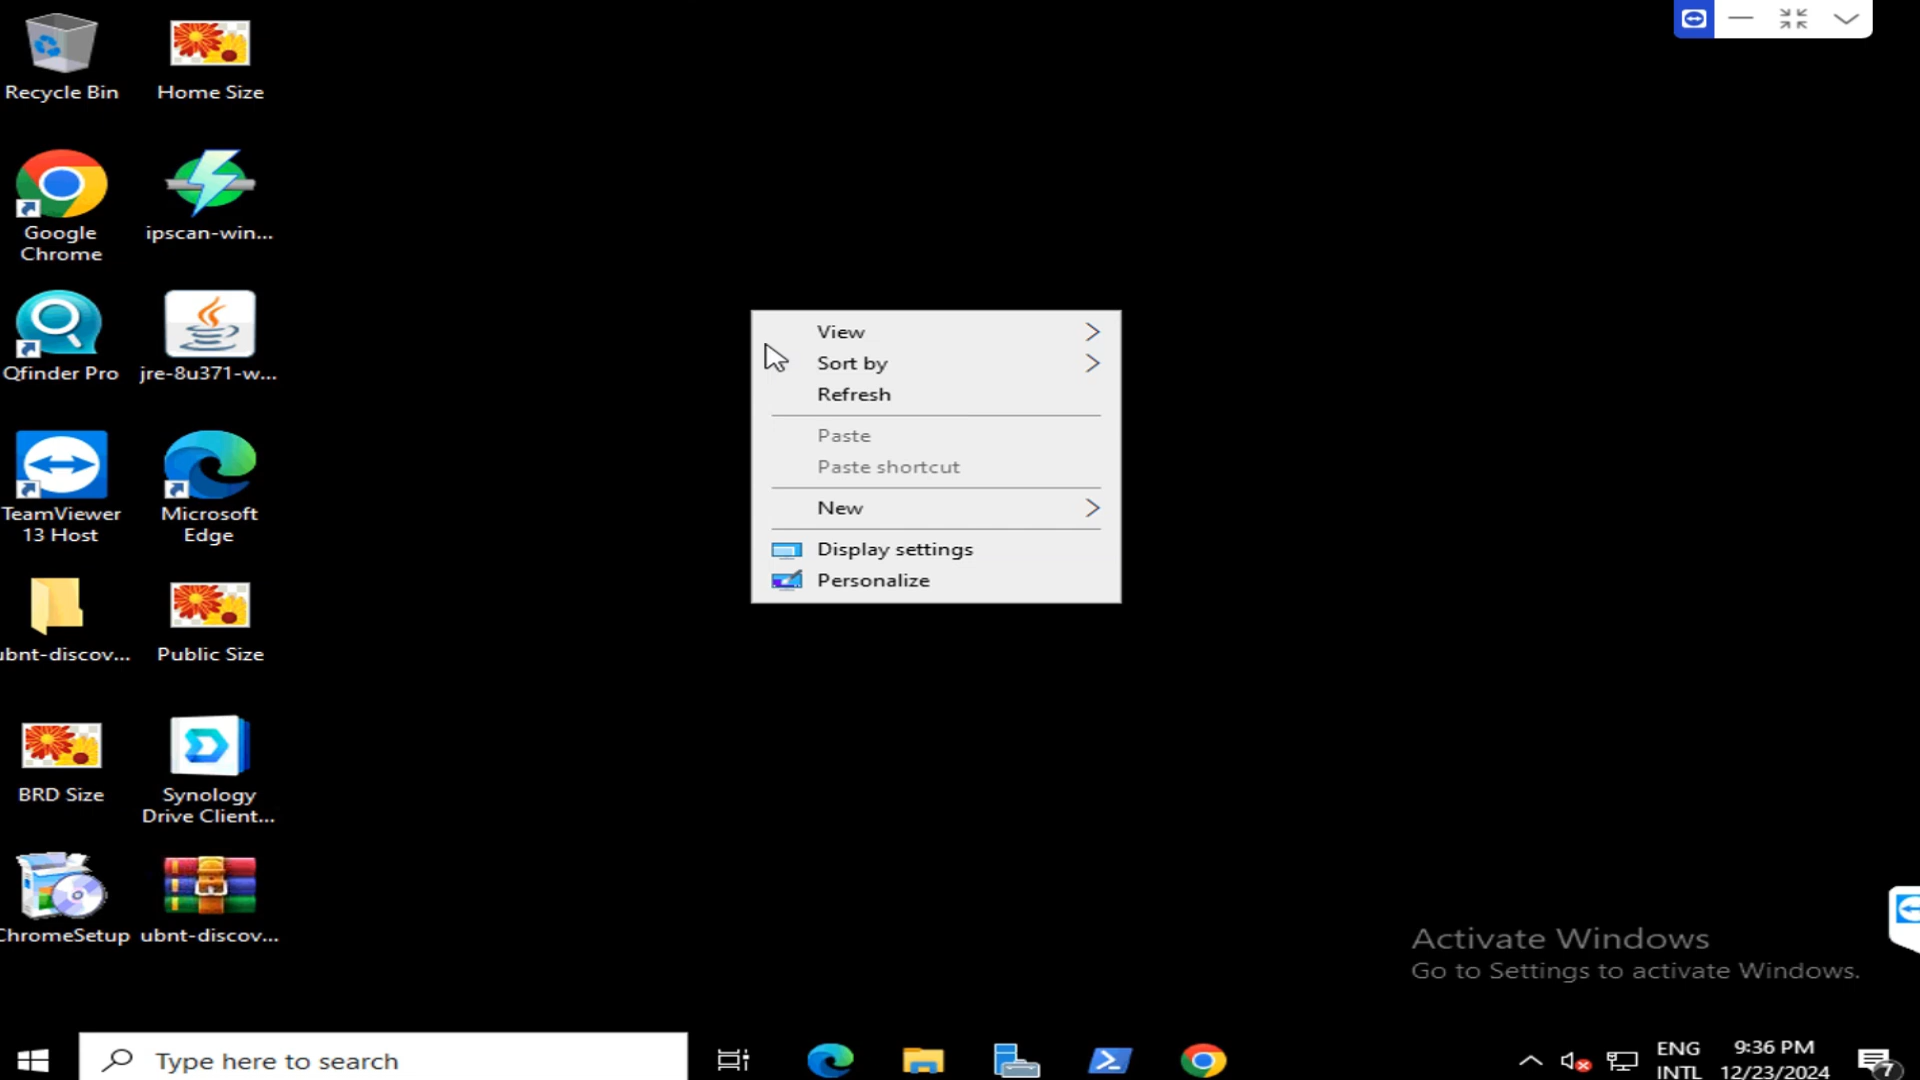 Recycle Bin
Home Size
Google
Chrome
ipscan-win...
Qfinder Pro
jre-8u371-w...
TeamViewer
13 Host
Microsoft
Edge
ubnt-discov...
Public Size
BRD Size
Synology
Drive Client...
ChromeSetup
ubnt-discov...
View
Sort by
Refresh
Paste
Paste shortcut
New
Display settings
Personalize
Activate Windows
Go to Settings to activate Windows.
Type here to search
ENG
INTL
9:36 PM
12/23/2024
7